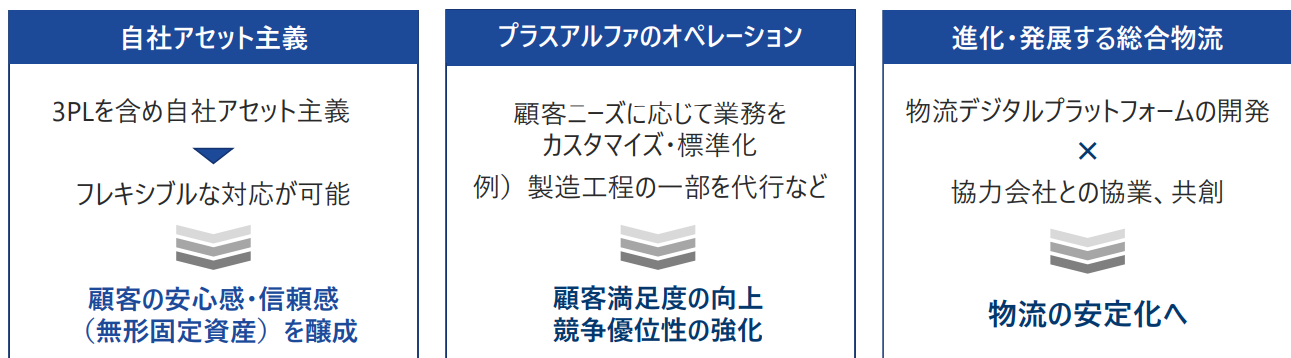 自社アセット主義
3PLを含め自社アセット主義
フレキシブルな対応が可能
顧客の安心感・信頼感
（無形固定資産）を醸成
プラスアルファのオペレーション
顧客ニーズに応じて業務を
カスタマイズ・標準化
例）製造工程の一部を代行など
顧客満足度の向上
競争優位性の強化
進化・発展する総合物流
物流デジタルプラットフォームの開発
×
協力会社との協業、共創
物流の安定化へ